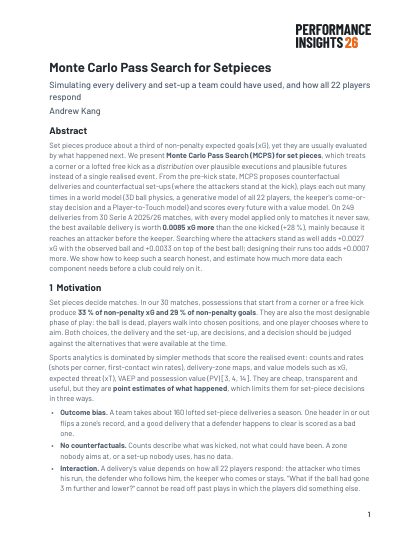 PERFORMANCE
INSIGHTS 26
Monte Carlo Pass Search for Setpieces
Simulating every delivery and set-up a team could have used, and how all 22 players
respond
Andrew Kang
Abstract
Set pieces produce about a third of non-penalty expected goals (xG), yet they are usually evaluated
by what happened next. We present Monte Carlo Pass Search (MCPS) for set pieces, which treats
a corner or a lofted free kick as a distribution over plausible executions and plausible futures
instead of a single realised event. From the pre-kick state, MCPS proposes counterfactual
deliveries and counterfactual set-ups (where the attackers stand at the kick), plays each out many
times in a world model (3D ball physics, a generative model of all 22 players, the keeper's come-or-
stay decision and a Player-to-Touch model) and scores every future with a value model. On 249
deliveries from 30 Serie A 2025/26 matches, with every model applied only to matches it never saw,
the best available delivery is worth 0.0085 xG more than the one kicked (+28 %), mainly because it
reaches an attacker before the keeper. Searching where the attackers stand as well adds +0.0027
xG with the observed ball and +0.0033 on top of the best ball; designing their runs too adds +0.0007
more. We show how to keep such a search honest, and estimate how much more data each
component needs before a club could rely on it.
1 Motivation
Set pieces decide matches. In our 30 matches, possessions that start from a corner or a free kick
produce 33 % of non-penalty xG and 29 % of non-penalty goals. They are also the most designable
phase of play: the ball is dead, players walk into chosen positions, and one player chooses where to
aim. Both choices, the delivery and the set-up, are decisions, and a decision should be judged
against the alternatives that were available at the time.
Sports analytics is dominated by simpler methods that score the realised event: counts and rates
(shots per corner, first-contact win rates), delivery-zone maps, and value models such as xG,
expected threat (xT), VAEP and possession value (PV) [3, 4, 14]. They are cheap, transparent and
useful, but they are point estimates of what happened, which limits them for set-piece decisions
in three ways.
• Outcome bias. A team takes about 160 lofted set-piece deliveries a season. One header in or out
flips a zone's record, and a good delivery that a defender happens to clear is scored as a bad
one.
• No counterfactuals. Counts describe what was kicked, not what could have been. A zone
nobody aims at, or a set-up nobody uses, has no data.
• Interaction. A delivery's value depends on how all 22 players respond: the attacker who times
his run, the defender who follows him, the keeper who comes or stays. "What if the ball had gone
3 m further and lower?" cannot be read off past plays in which the players did something else.
1